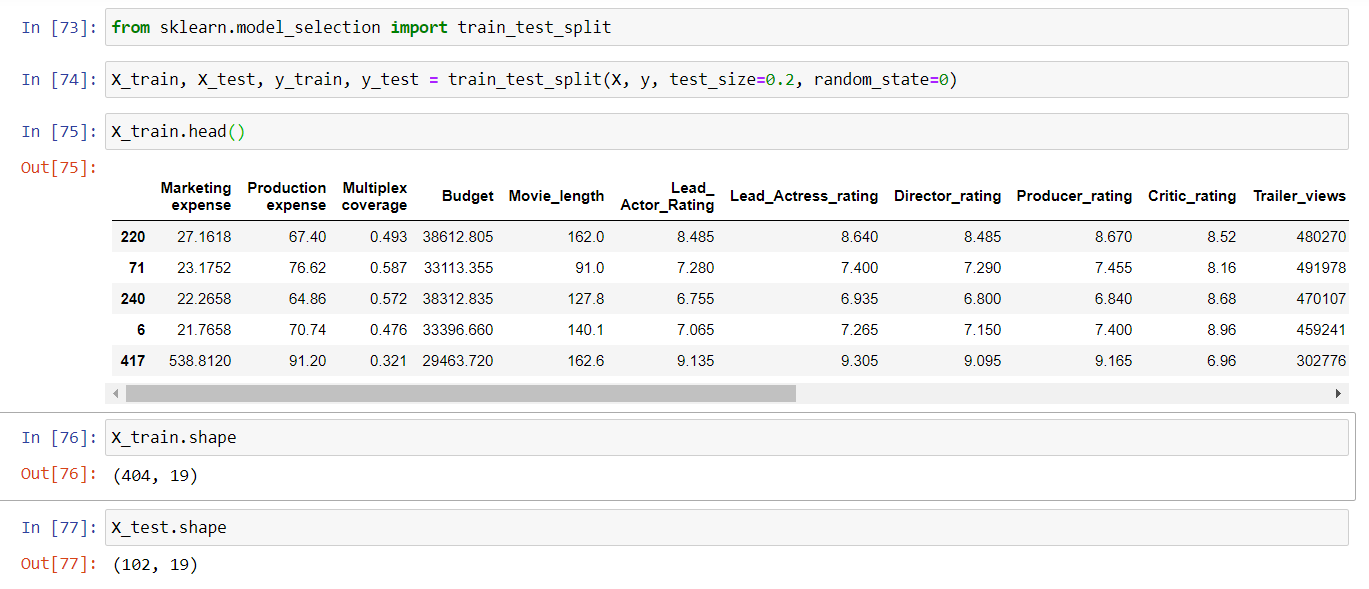 In [73]: from sklearn.model_selection import train_test_split
In [74]: X_train, X_test, y_train, y_test = train_test_split(X, y, test_size=0.2, random_state=0)
In [75]: X_train.head()
Out[75]:
Marketing expense Production expense Multiplex coverage Budget Movie_length Lead_ Actor_Rating Lead_Actress_rating Director_rating Producer_rating Critic_rating Trailer_views
220 27.1618 67.40 0.493 38612.805 162.0 8.485 8.640 8.485 8.670 8.52 480270
71 23.1752 76.62 0.587 33113.355 91.0 7.280 7.400 7.290 7.455 8.16 491978
240 22.2658 64.86 0.572 38312.835 127.8 6.755 6.935 6.800 6.840 8.68 470107
6 21.7658 70.74 0.476 33396.660 140.1 7.065 7.265 7.150 7.400 8.96 459241
417 538.8120 91.20 0.321 29463.720 162.6 9.135 9.305 9.095 9.165 6.96 302776
In [76]: X_train.shape
Out[76]: (404, 19)
In [77]: X_test.shape
Out[77]: (102, 19)